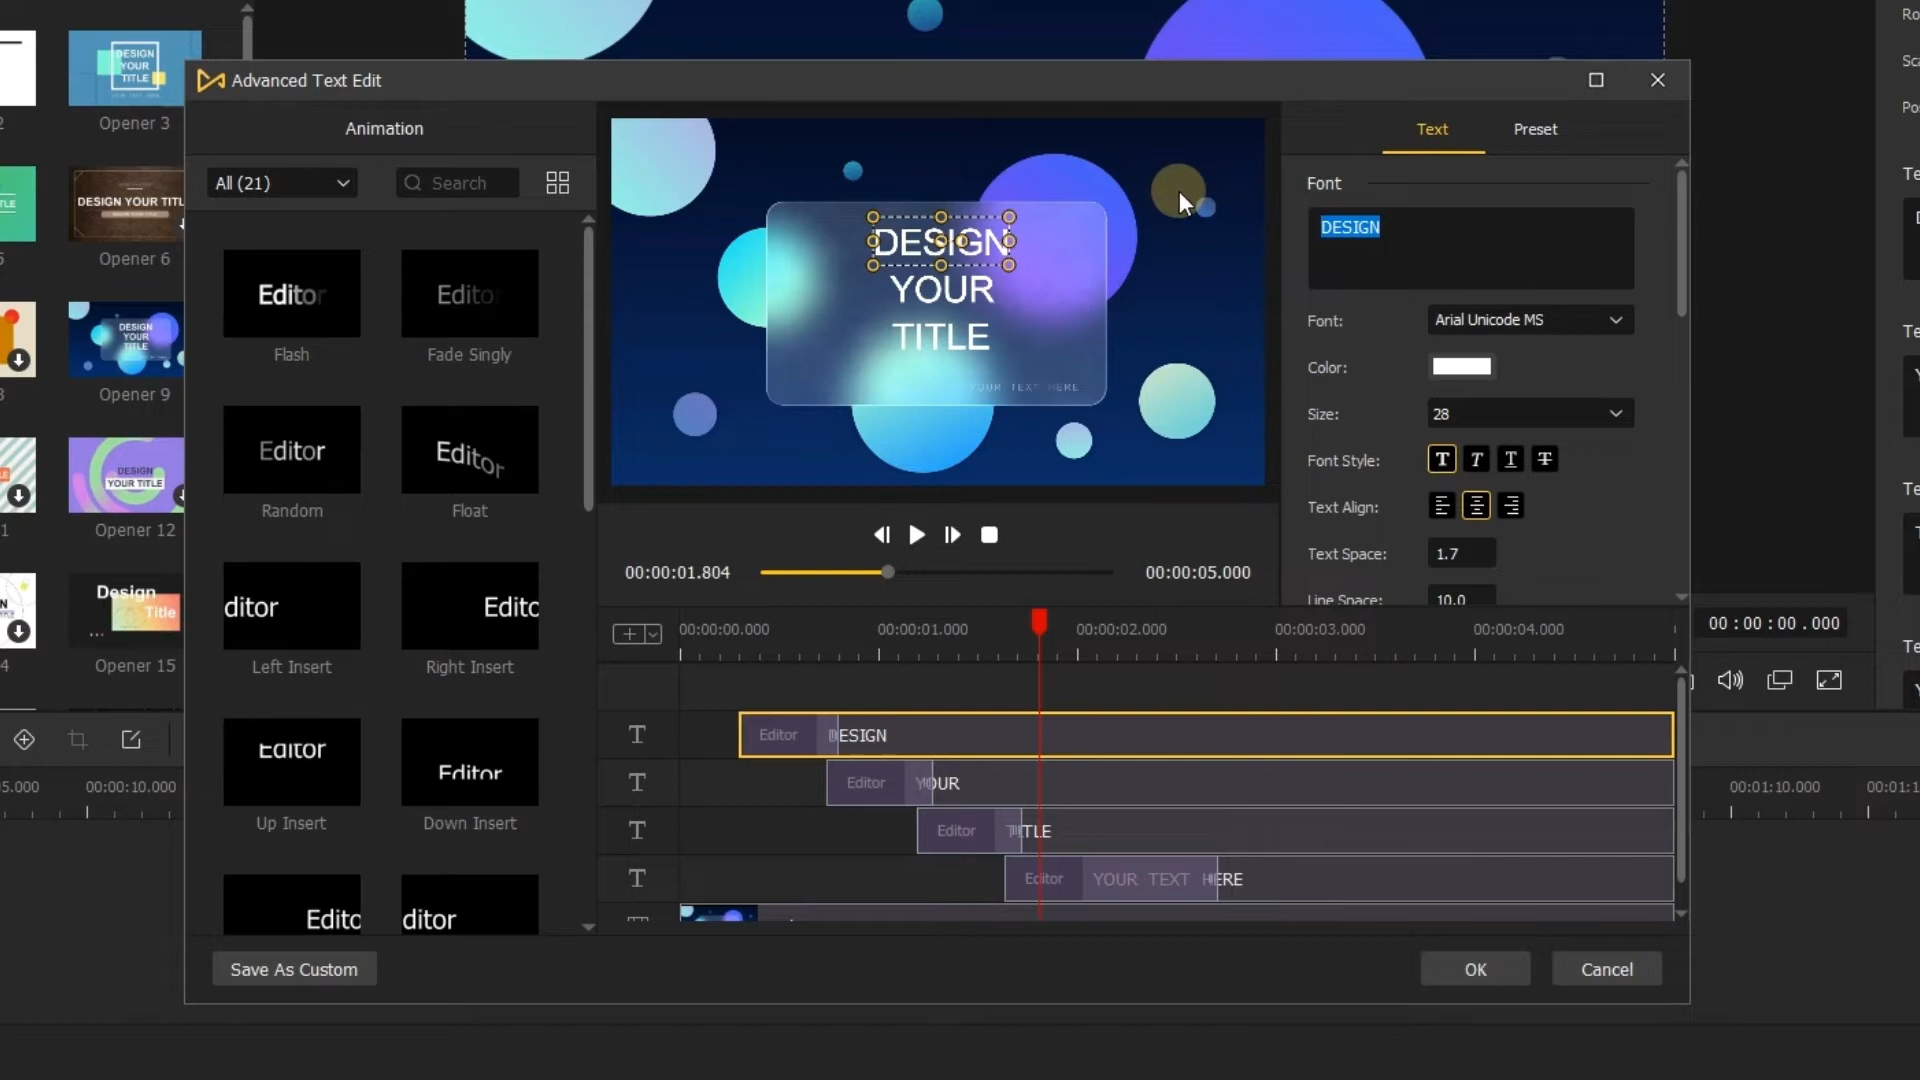 Advanced Text Edit
Animation
All (21)
Search
Editor
Flash
Editor
Fade Singly
Editor
Random
Editor
Float
ditor
Left Insert
Edito
Right Insert
Editor
Up Insert
Editor
Down Insert
Edito
ditor
DESIGN
YOUR
TITLE
YOUR TEXT HERE
00:00:01.804
00:00:05.000
Text
Preset
Font
DESIGN
Font:
Arial Unicode MS
Color:
Size:
28
Font Style:
Text Align:
Text Space:
1.7
Line Space:
10.0
00:00:00.000
00:00:01.000
00:00:02.000
00:00:03.000
00:00:04.000
Editor
DESIGN
Editor
YOUR
Editor
TITLE
Editor
YOUR TEXT HERE
Save As Custom
OK
Cancel
DESIGN
YOUR
TITLE
Opener 3
DESIGN YOUR TITL
Opener 6
DESIGN
YOUR
TITLE
Opener 9
DESIGN
YOUR TITLE
Opener 12
Design
Title
Opener 15
5.000
00:00:10.000
00:00:00.000
00:01:10.000
00:01:1